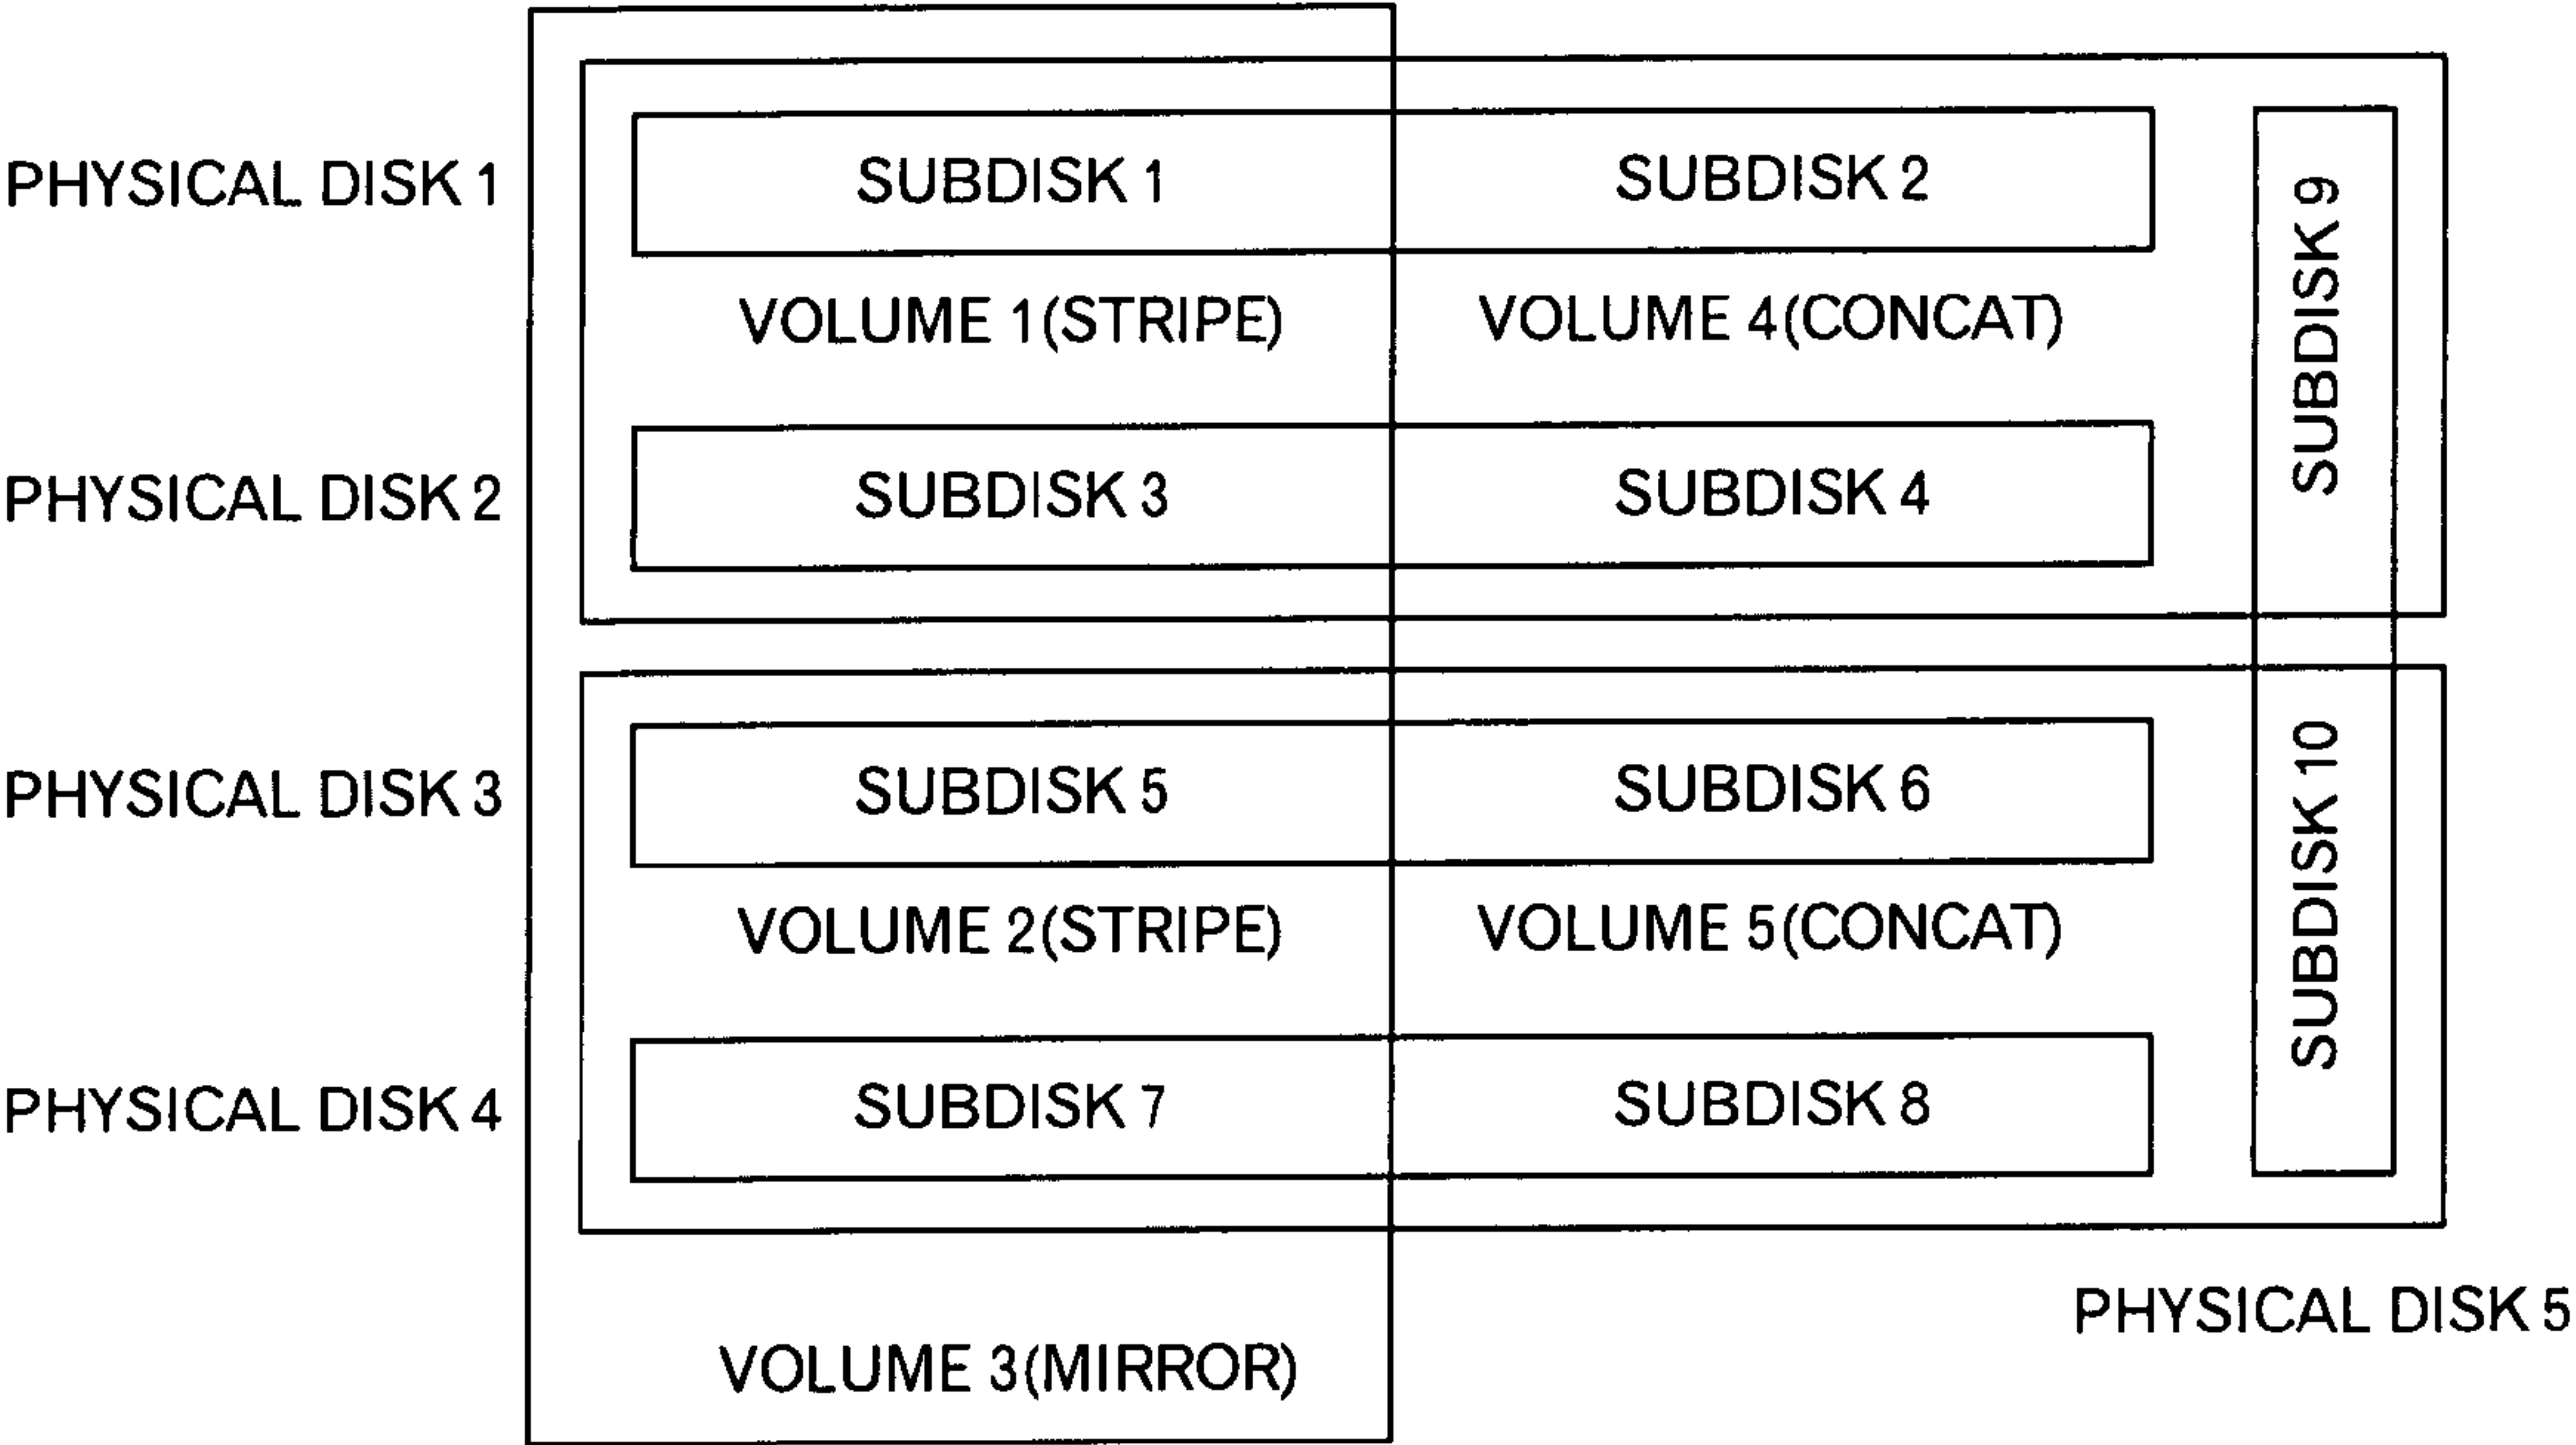 PHYSICAL DISK 1
SUBDISK 1
SUBDISK 2
SUBDISK 9
VOLUME 1(STRIPE)
VOLUME 4(CONCAT)
PHYSICAL DISK 2
SUBDISK 3
SUBDISK 4
PHYSICAL DISK 3
SUBDISK 5
SUBDISK 6
SUBDISK 10
VOLUME 2(STRIPE)
VOLUME 5(CONCAT)
PHYSICAL DISK 4
SUBDISK 7
SUBDISK 8
PHYSICAL DISK 5
VOLUME 3(MIRROR)